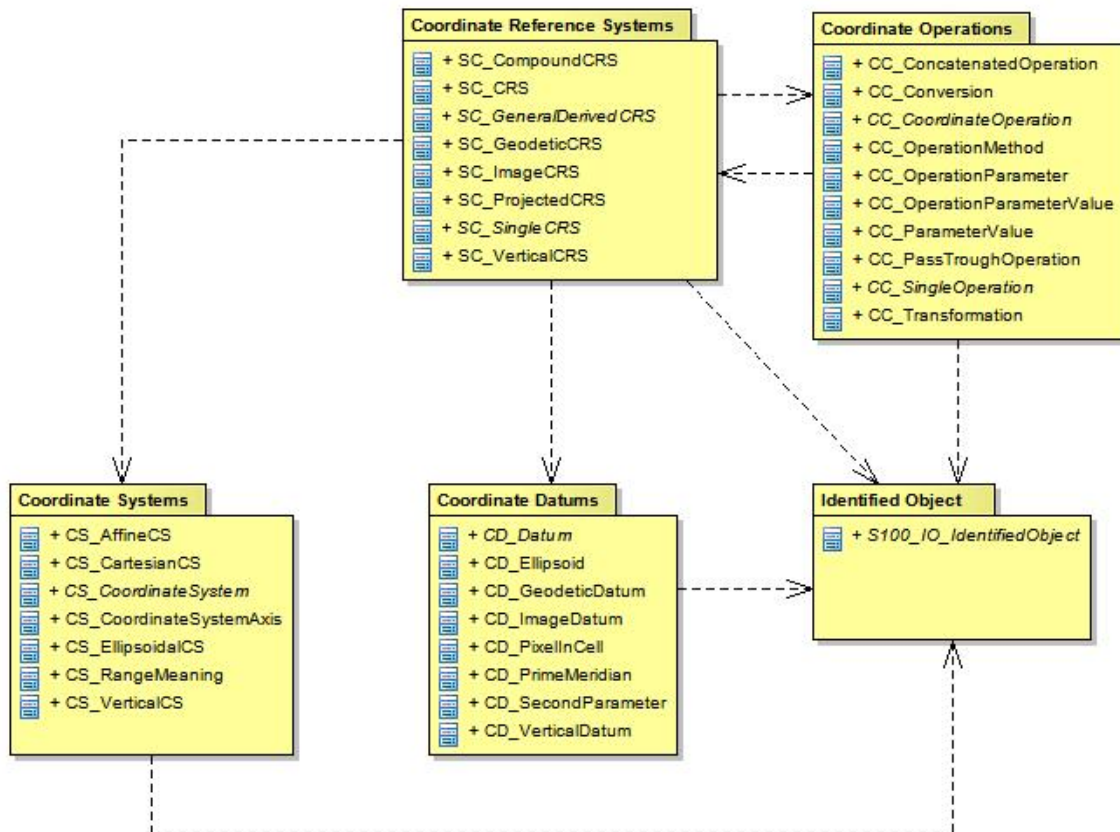 Coordinate Reference Systems
+ SC_CompoundCRS
+ SC_CRS
+ SC_GeneralDerivedCRS
+ SC_GeodeticCRS
+ SC_ImageCRS
+ SC_ProjectedCRS
+ SC_SingleCRS
+ SC_VerticalCRS
Coordinate Operations
+ CC_ConcatenatedOperation
+ CC_Conversion
+ CC_CoordinateOperation
+ CC_OperationMethod
+ CC_OperationParameter
+ CC_OperationParameterValue
+ CC_ParameterValue
+ CC_PassTroughOperation
+ CC_SingleOperation
+ CC_Transformation
Coordinate Systems
+ CS_AffineCS
+ CS_CartesianCS
+ CS_CoordinateSystem
+ CS_CoordinateSystemAxis
+ CS_EllipsoidalCS
+ CS_RangeMeaning
+ CS_VerticalCS
Coordinate Datums
+ CD_Datum
+ CD_Ellipsoid
+ CD_GeodeticDatum
+ CD_ImageDatum
+ CD_PixelInCell
+ CD_PrimeMeridian
+ CD_SecondParameter
+ CD_VerticalDatum
Identified Object
+ S100_IO_IdentifiedObject